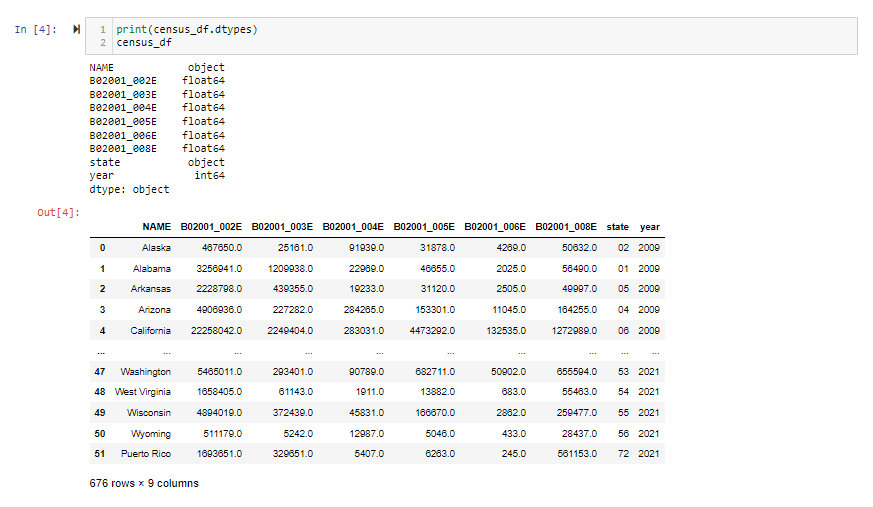 In [4]:
1 print(census_df.dtypes)
2 census_df
NAME object
B02001_002E float64
B02001_003E float64
B02001_004E float64
B02001_005E float64
B02001_006E float64
B02001_008E float64
state object
year int64
dtype: object
Out[4]:
NAME B02001_002E B02001_003E B02001_004E B02001_005E B02001_006E B02001_008E state year
0 Alaska 467650.0 25161.0 91939.0 31878.0 4269.0 50632.0 02 2009
1 Alabama 3256941.0 1209938.0 22969.0 46655.0 2025.0 56490.0 01 2009
2 Arkansas 2228798.0 439355.0 19233.0 31120.0 2505.0 49997.0 05 2009
3 Arizona 4906936.0 227282.0 284265.0 153301.0 11045.0 164255.0 04 2009
4 California 22258042.0 2249404.0 283031.0 4473292.0 132535.0 1272989.0 06 2009
... ... ... ... ... ... ... ... ... ...
47 Washington 5465011.0 293401.0 90789.0 682711.0 50902.0 655594.0 53 2021
48 West Virginia 1658405.0 61143.0 1911.0 13882.0 683.0 55463.0 54 2021
49 Wisconsin 4894019.0 372439.0 45831.0 166670.0 2862.0 259477.0 55 2021
50 Wyoming 511179.0 5242.0 12987.0 5046.0 433.0 28437.0 56 2021
51 Puerto Rico 1693651.0 329651.0 5407.0 6263.0 245.0 561153.0 72 2021
676 rows × 9 columns